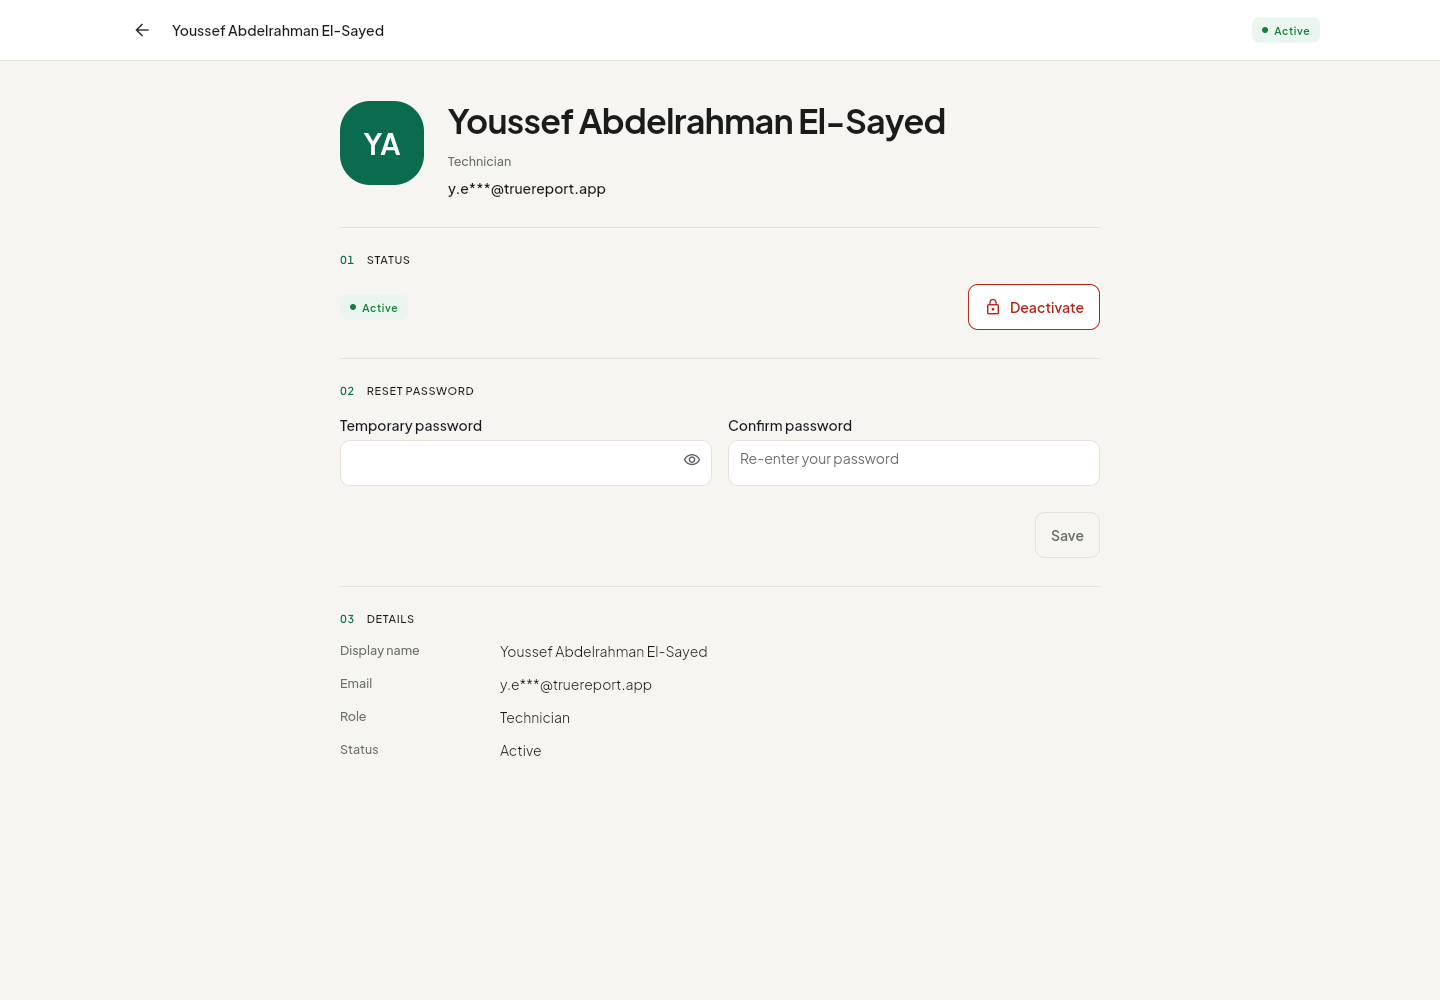 Youssef Abdelrahman El-Sayed
Active
YA
Youssef Abdelrahman El-Sayed
Technician
y.e***@truereport.app
01 STATUS
Active
Deactivate
02 RESET PASSWORD
Temporary password
Confirm password
Re-enter your password
Save
03 DETAILS
Display name Youssef Abdelrahman El-Sayed
Email y.e***@truereport.app
Role Technician
Status Active